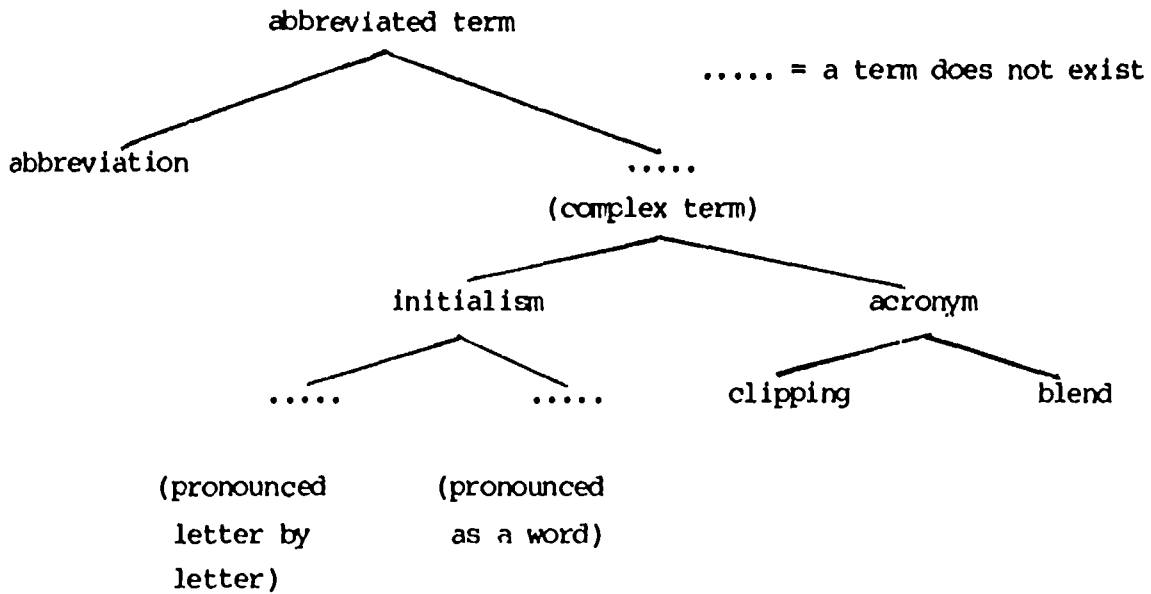 abbreviated term
..... = a term does not exist
abbreviation
.....
(complex term)
initialism
acronym
.....
.....
clipping
blend
(pronounced
letter by
letter)
(pronounced
as a word)